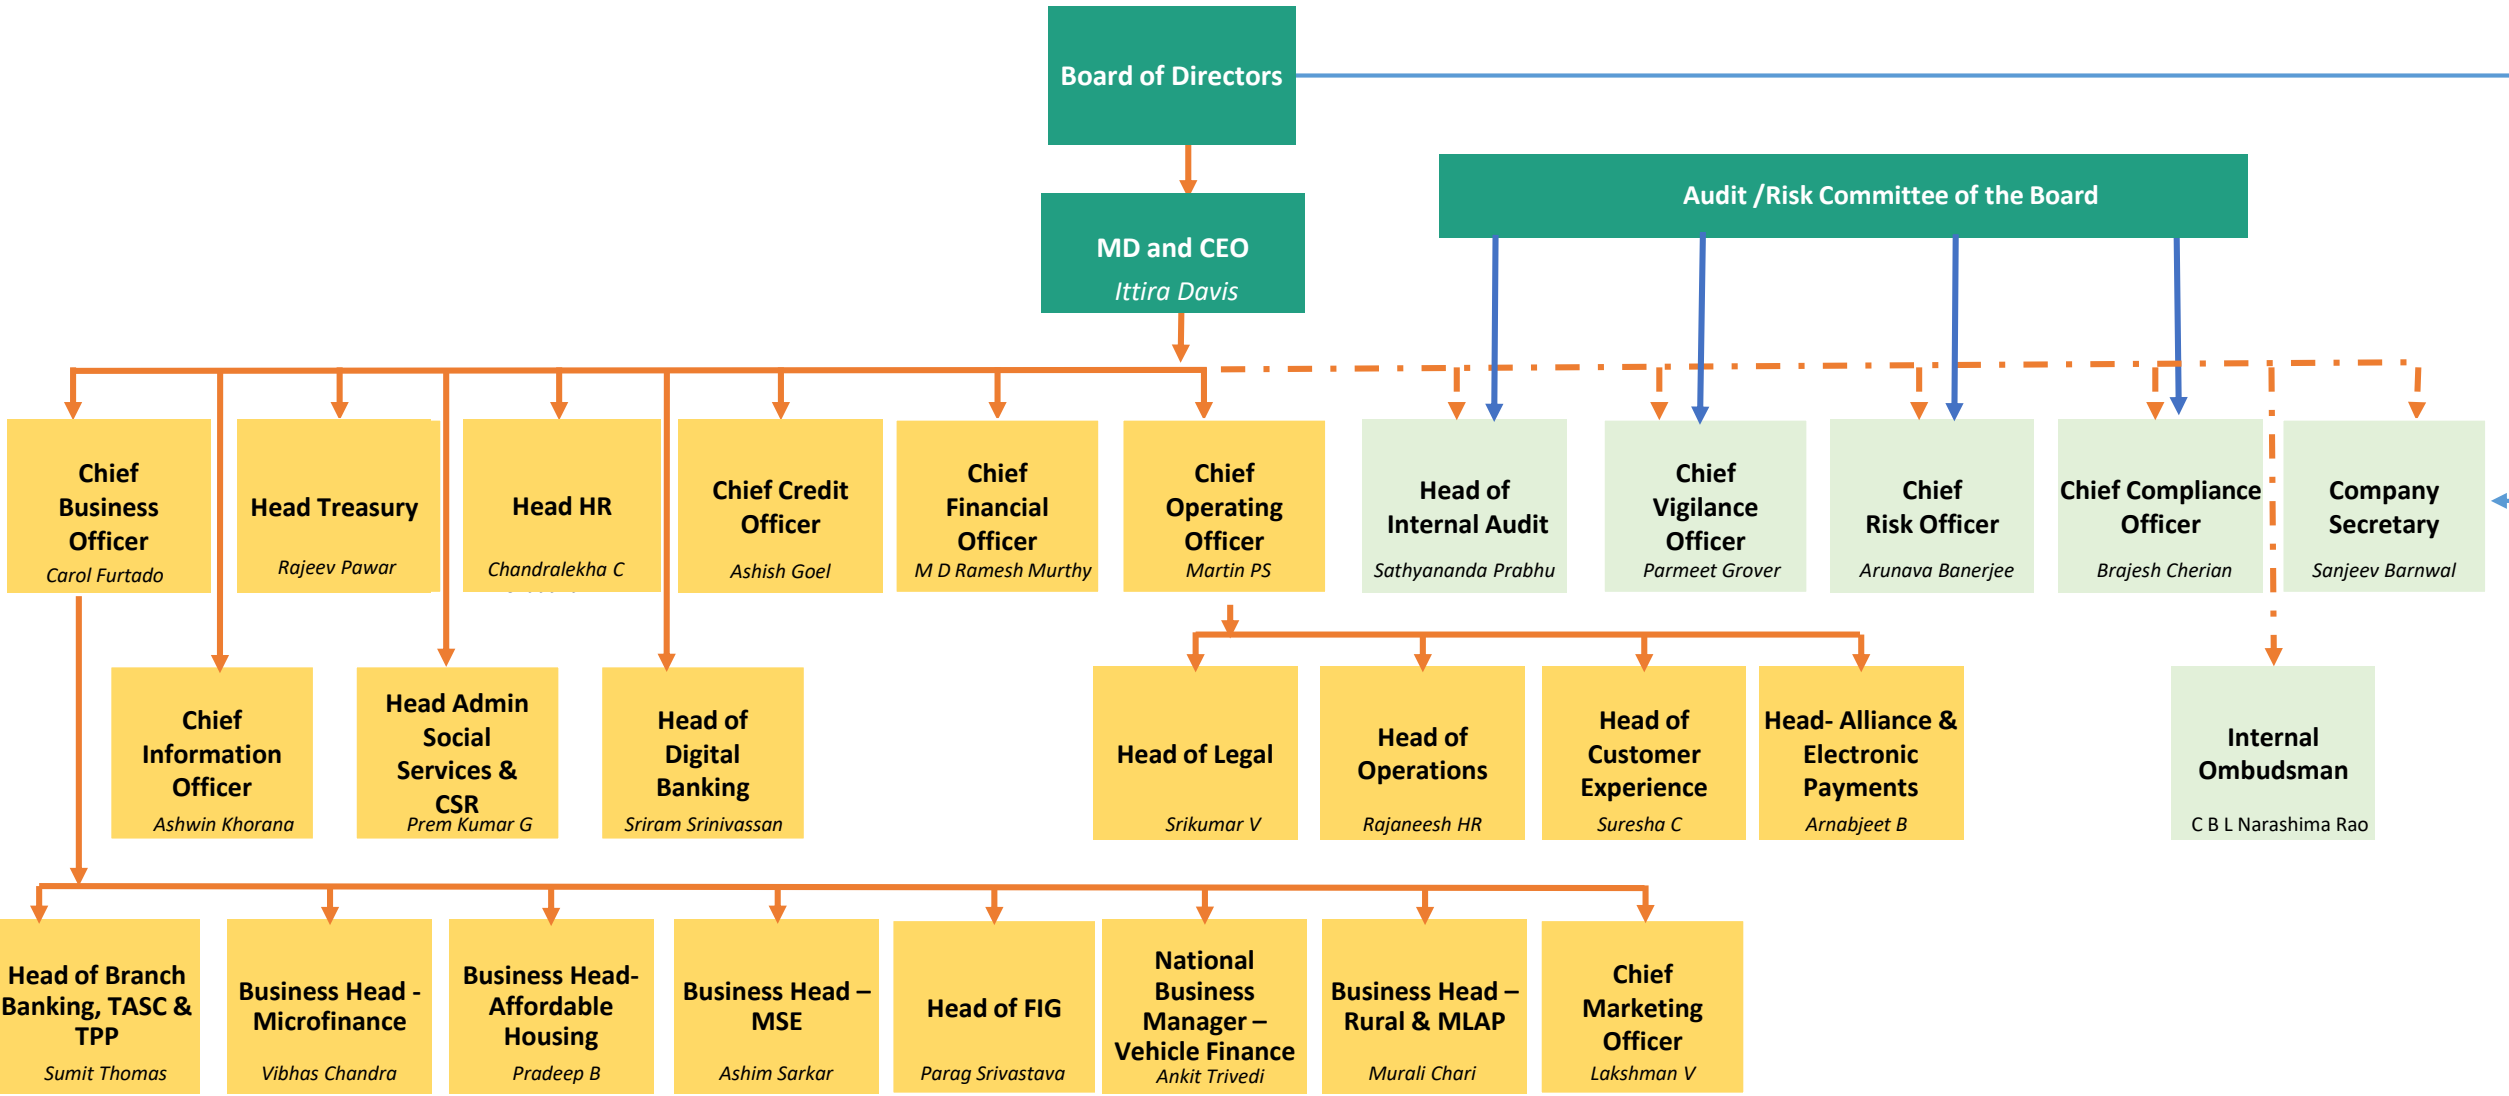 Board of Directors
Audit /Risk Committee of the Board
MD and CEO
Ittira Davis
Chief
Business
Officer
Carol Furtado
Head Treasury
Rajeev Pawar
Head HR
Chandralekha C
Chief Credit
Officer
Ashish Goel
Chief
Financial
Officer
M D Ramesh Murthy
Chief
Operating
Officer
Martin PS
Head of
Internal Audit
Sathyananda Prabhu
Chief
Vigilance
Officer
Parmeet Grover
Chief
Risk Officer
Arunava Banerjee
Chief Compliance
Officer
Brajesh Cherian
Company
Secretary
Sanjeev Barnwal
Chief
Information
Officer
Ashwin Khorana
Head Admin
Social
Services &
CSR
Prem Kumar G
Head of
Digital
Banking
Sriram Srinivassan
Head of Legal
Srikumar V
Head of
Operations
Rajaneesh HR
Head of
Customer
Experience
Suresha C
Head- Alliance &
Electronic
Payments
Arnabjeet B
Internal
Ombudsman
C B L Narashima Rao
Head of Branch
Banking, TASC &
TPP
Sumit Thomas
Business Head -
Microfinance
Vibhas Chandra
Business Head-
Affordable
Housing
Pradeep B
Business Head –
MSE
Ashim Sarkar
Head of FIG
Parag Srivastava
National
Business
Manager –
Vehicle Finance
Ankit Trivedi
Business Head –
Rural & MLAP
Murali Chari
Chief
Marketing
Officer
Lakshman V